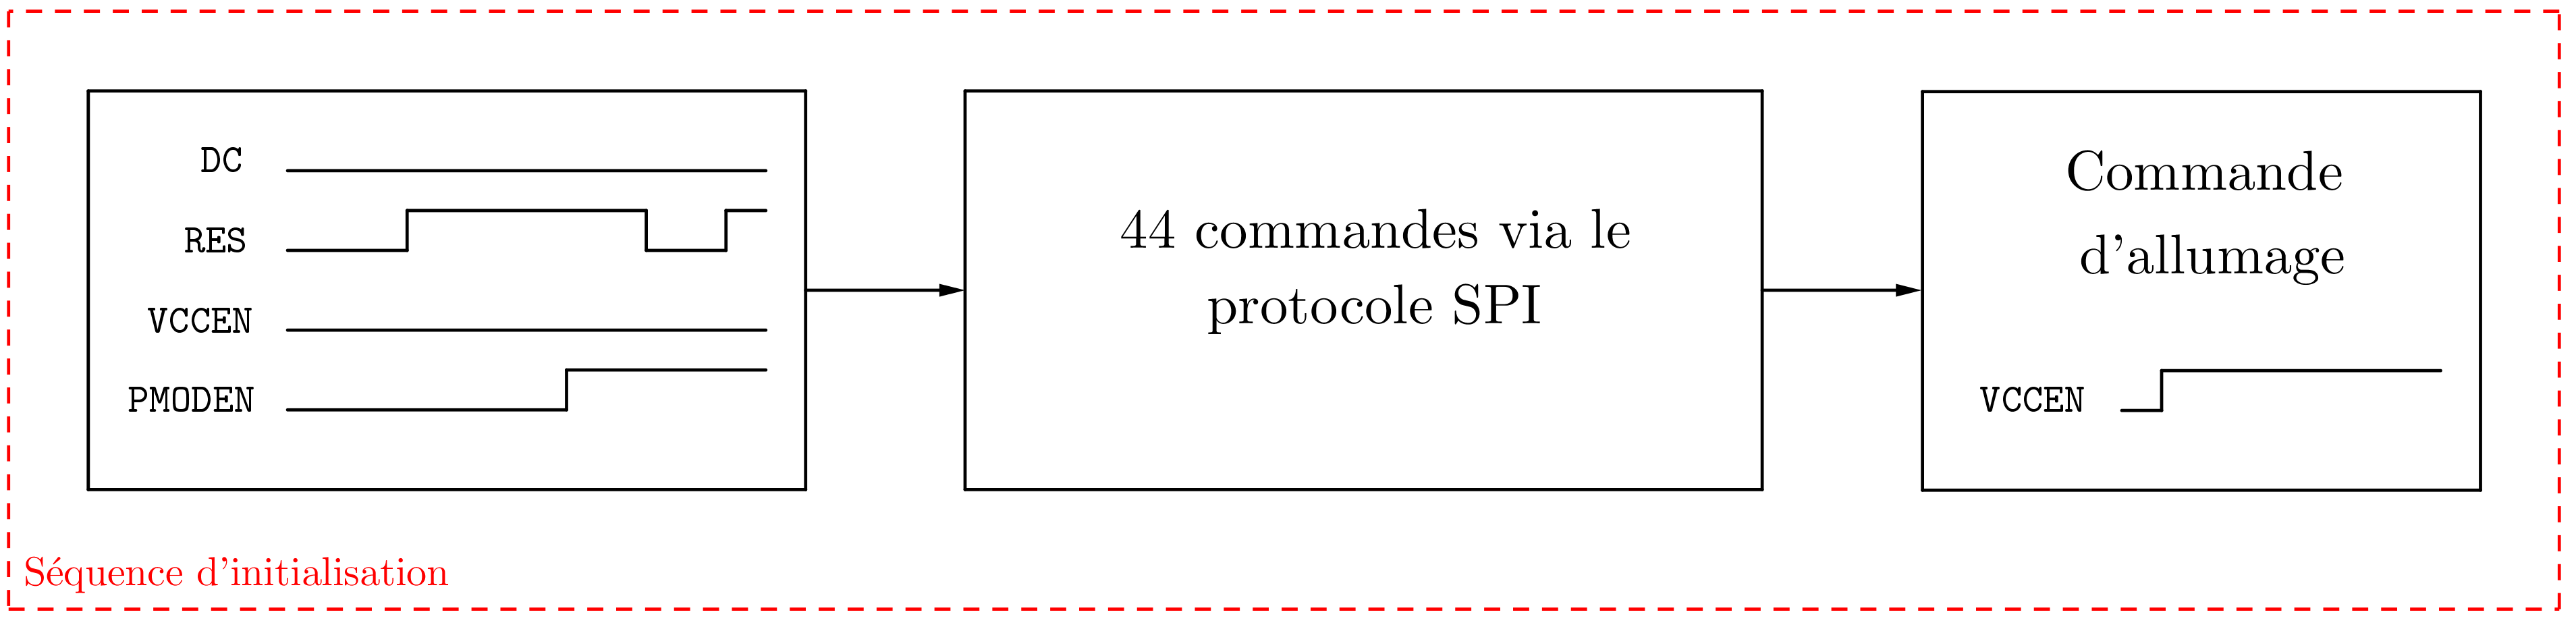 DC
RES
VCCEN
PMODEN
44 commandes via le
protocole SPI
Commande
d'allumage
VCCEN
Séquence d'initialisation